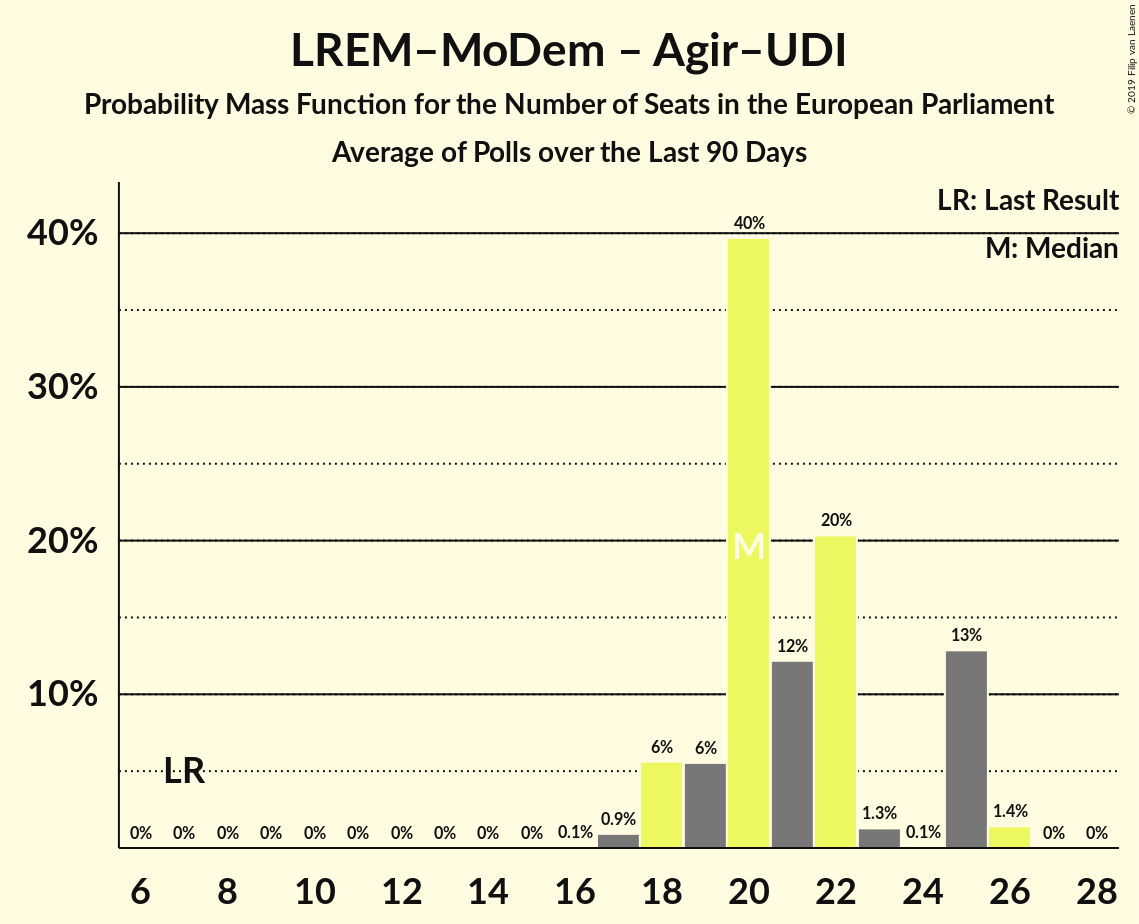 LREM–MoDem – Agir–UDI
Probability Mass Function for the Number of Seats in the European Parliament
Average of Polls over the Last 90 Days
© 2019 Filip van Laenen
LR: Last Result
M: Median
40%
30%
20%
10%
LR
M
0% 0% 0% 0% 0% 0% 0% 0% 0% 0% 0.1% 0.9% 6% 6% 40% 12% 20% 1.3% 0.1% 13% 1.4% 0% 0%
6 8 10 12 14 16 18 20 22 24 26 28